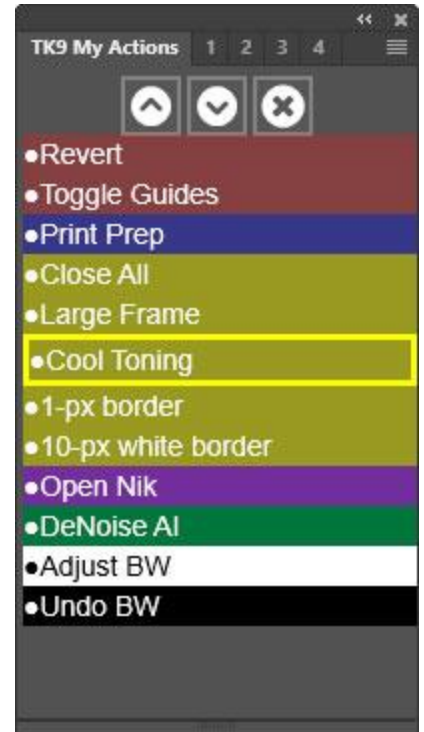 TK9 My Actions 1 2 3 4
●Revert
●Toggle Guides
●Print Prep
●Close All
●Large Frame
●Cool Toning
●1-px border
●10-px white border
●Open Nik
●DeNoise AI
●Adjust BW
●Undo BW